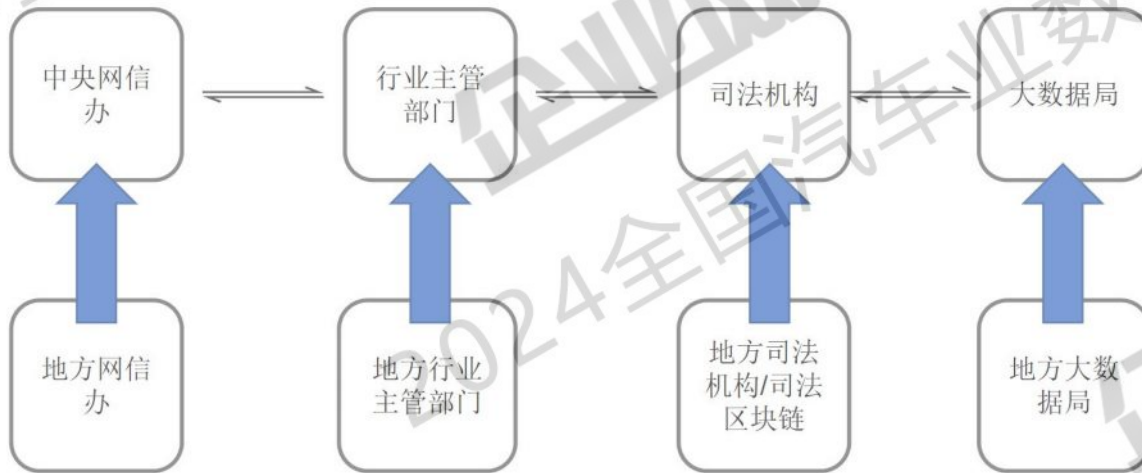 中央网信
办
行业主管
部门
司法机构
大数据局
地方网信
办
地方行业
主管部门
地方司法
机构/司法
区块链
地方大数
据局
2024全国汽车业数